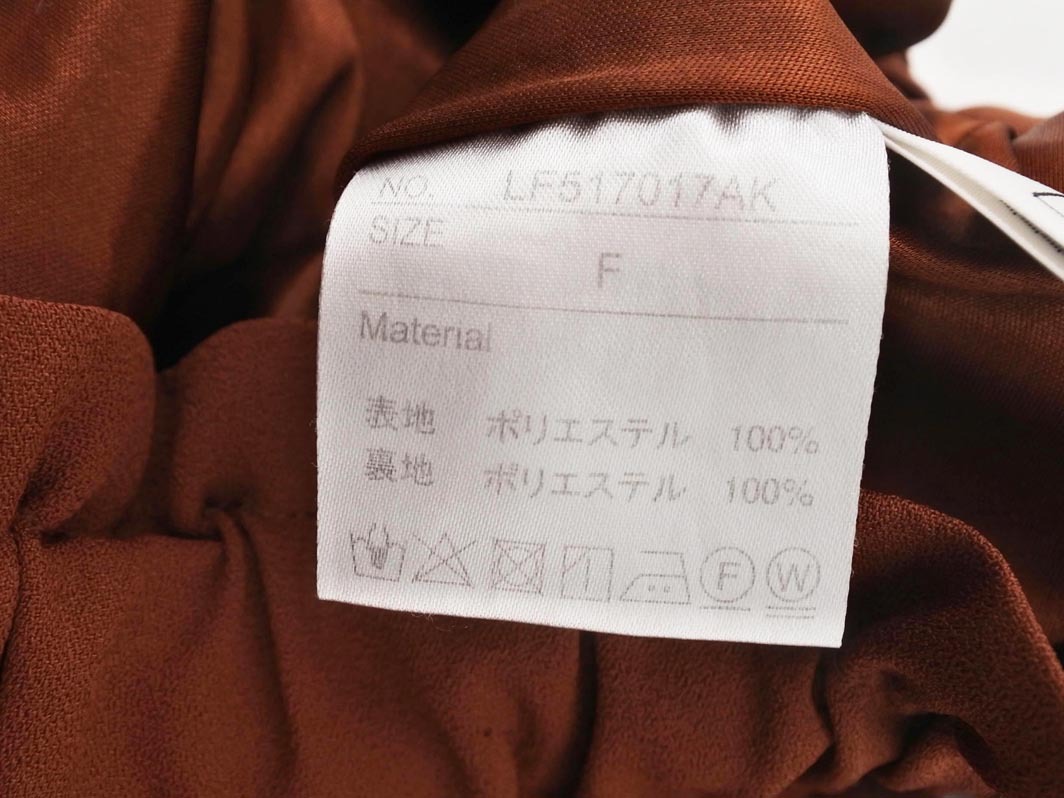 NO. LF517017AK
SIZE
F
Material
表地 ポリエステル 100%
裏地 ポリエステル 100%
F W